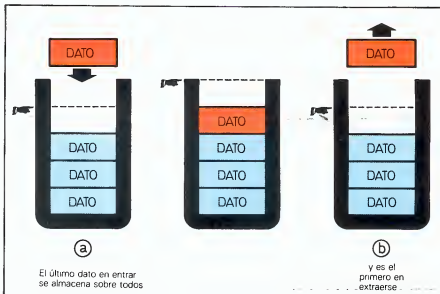 DATO
DATO
DATO
DATO
DATO
DATO
DATO
DATO
DATO
DATO
DATO
DATO
a
b
El último dato en entrar
se almacena sobre todos
y es el
primero en
extraerse